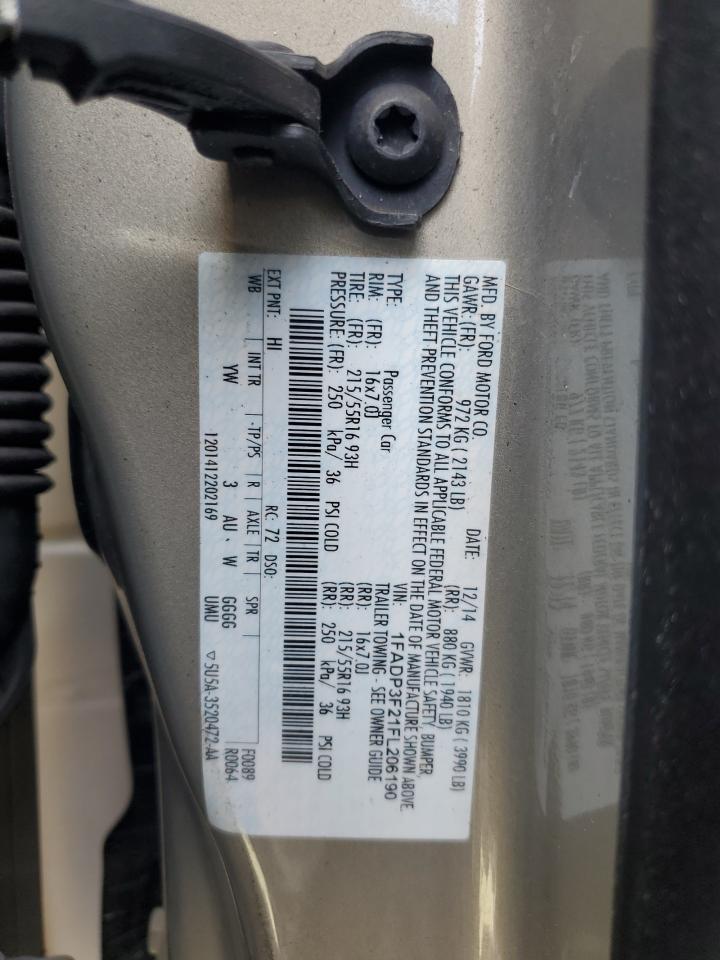 MFD. BY FORD MOTOR CO DATE: 12/14 GVWR: 1810 KG ( 3990 LB)
GAWR: (FR): 972 KG ( 2143 LB) (RR): 880 KG ( 1940 LB)
THIS VEHICLE CONFORMS TO ALL APPLICABLE FEDERAL MOTOR VEHICLE SAFETY, BUMPER,
AND THEFT PREVENTION STANDARDS IN EFFECT ON THE DATE OF MANUFACTURE SHOWN ABOVE.
VIN: 1FADP3F21FL206190
TYPE: Passenger Car TRAILER TOWING - SEE OWNER GUIDE
RIM: (FR): 16x7.0J (RR): 16x7.0J
TIRE: (FR): 215/55R16 93H (RR): 215/55R16 93H
PRESSURE: (FR): 250 kPa/ 36 PSI COLD (RR): 250 kPa/ 36 PSI COLD
EXT PNT: HI RC: 72 DSO: F0089
WB INT TR -TP/PS R AXLE TR SPR R0064
YW 3 AU W GGGG
120141202169 UMU
▽5U5A-3520472-AA